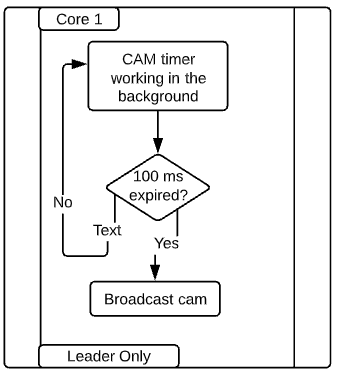 Core 1
CAM timer
working in the
background
100 ms
expired?
No
Text
Yes
Broadcast cam
Leader Only